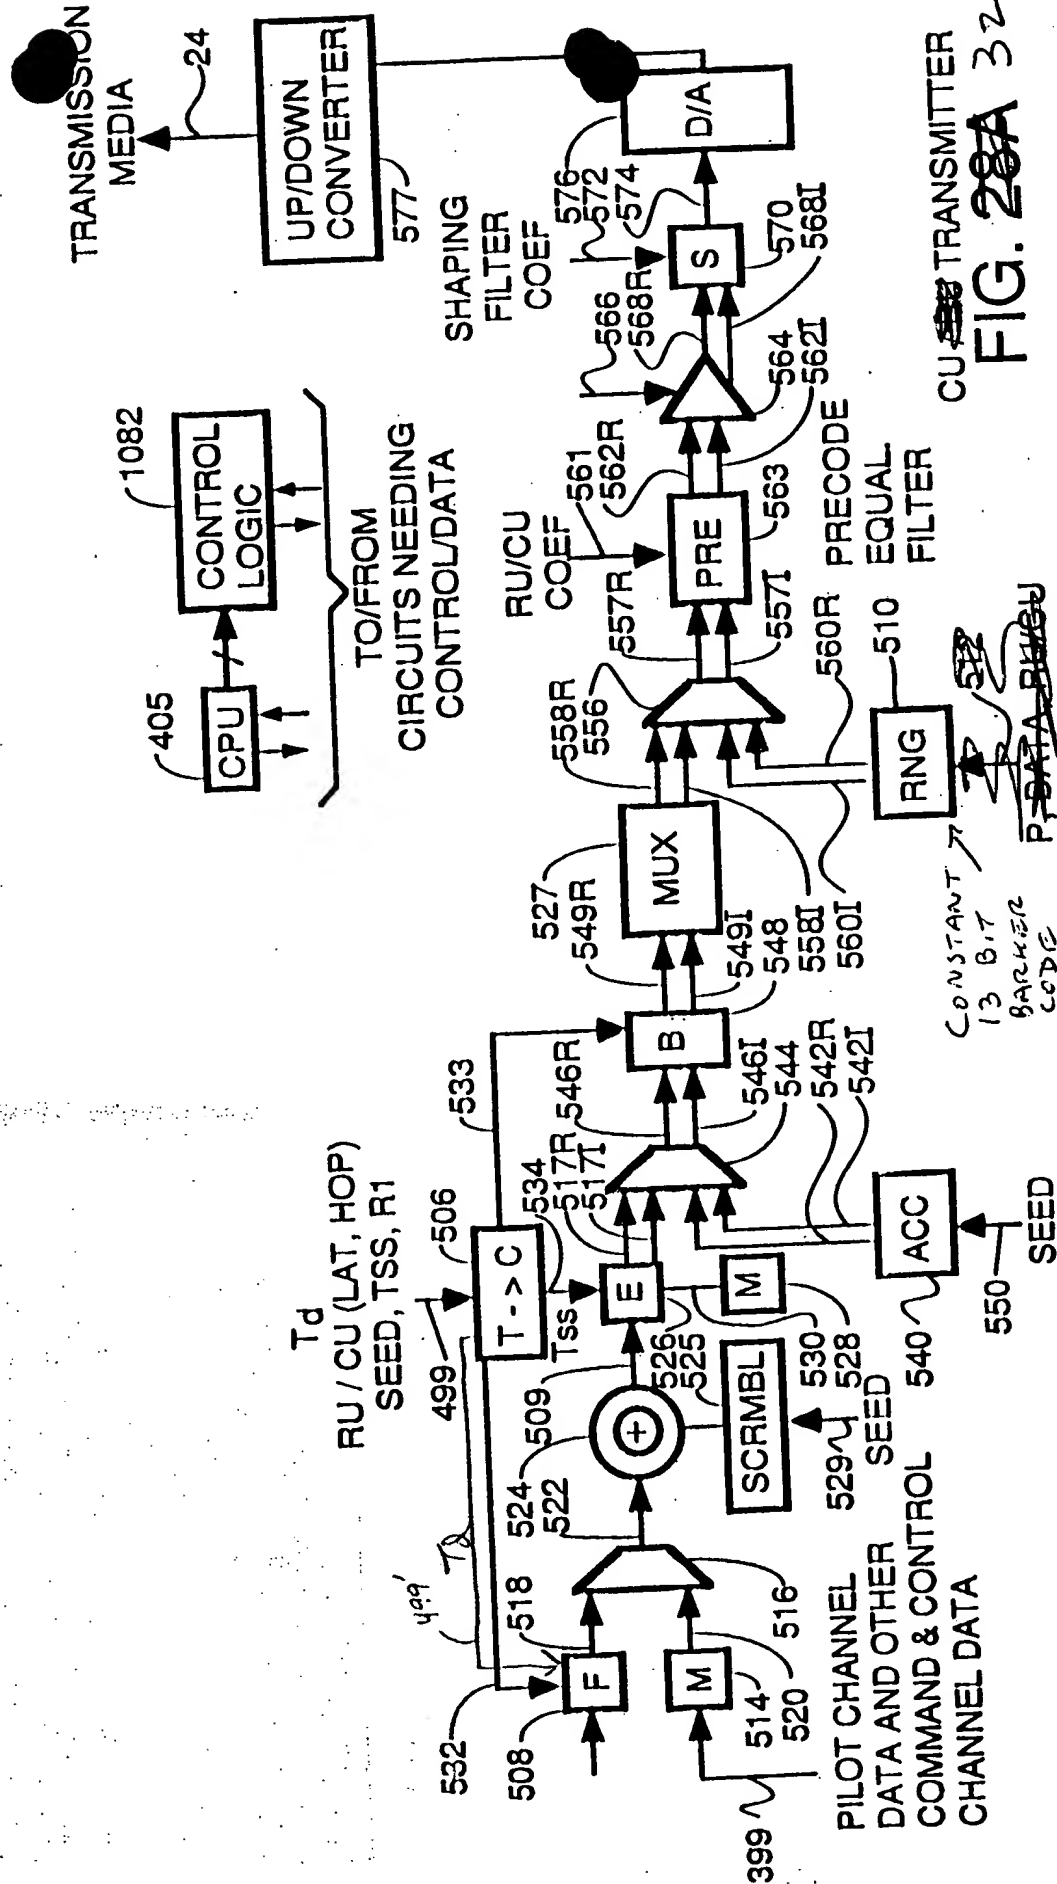 TRANSMISSION
MEDIA
24
UP/DOWN
CONVERTER
577
576
D/A
SHAPING
FILTER
COEF
572
574
S
570
568I
566
568R
564
562I
1082
CONTROL
LOGIC
405
CPU
TO/FROM
CIRCUITS NEEDING
CONTROL/DATA
RU/CU
COEF
561
562R
PRE
563
557R
557I
PRECODE
EQUAL
FILTER
558R
556
560R
510
RNG
CONSTANT
13 BIT
BARKER
CODE
527
549R
MUX
549I
548
558I
560I
533
B
546R
546I
544
542R
542I
Td
RU / CU (LAT, HOP)
SEED, TSS, R1
499
506
T -> C
534
517R
517I
Tss
E
M
ACC
540
550
SEED
509
526
525
530
528
524
522
+
SCRMBL
529
SEED
499'
Td
532
518
508
F
M
516
514
520
399
PILOT CHANNEL
DATA AND OTHER
COMMAND & CONTROL
CHANNEL DATA
CU TRANSMITTER
FIG. 28A 32